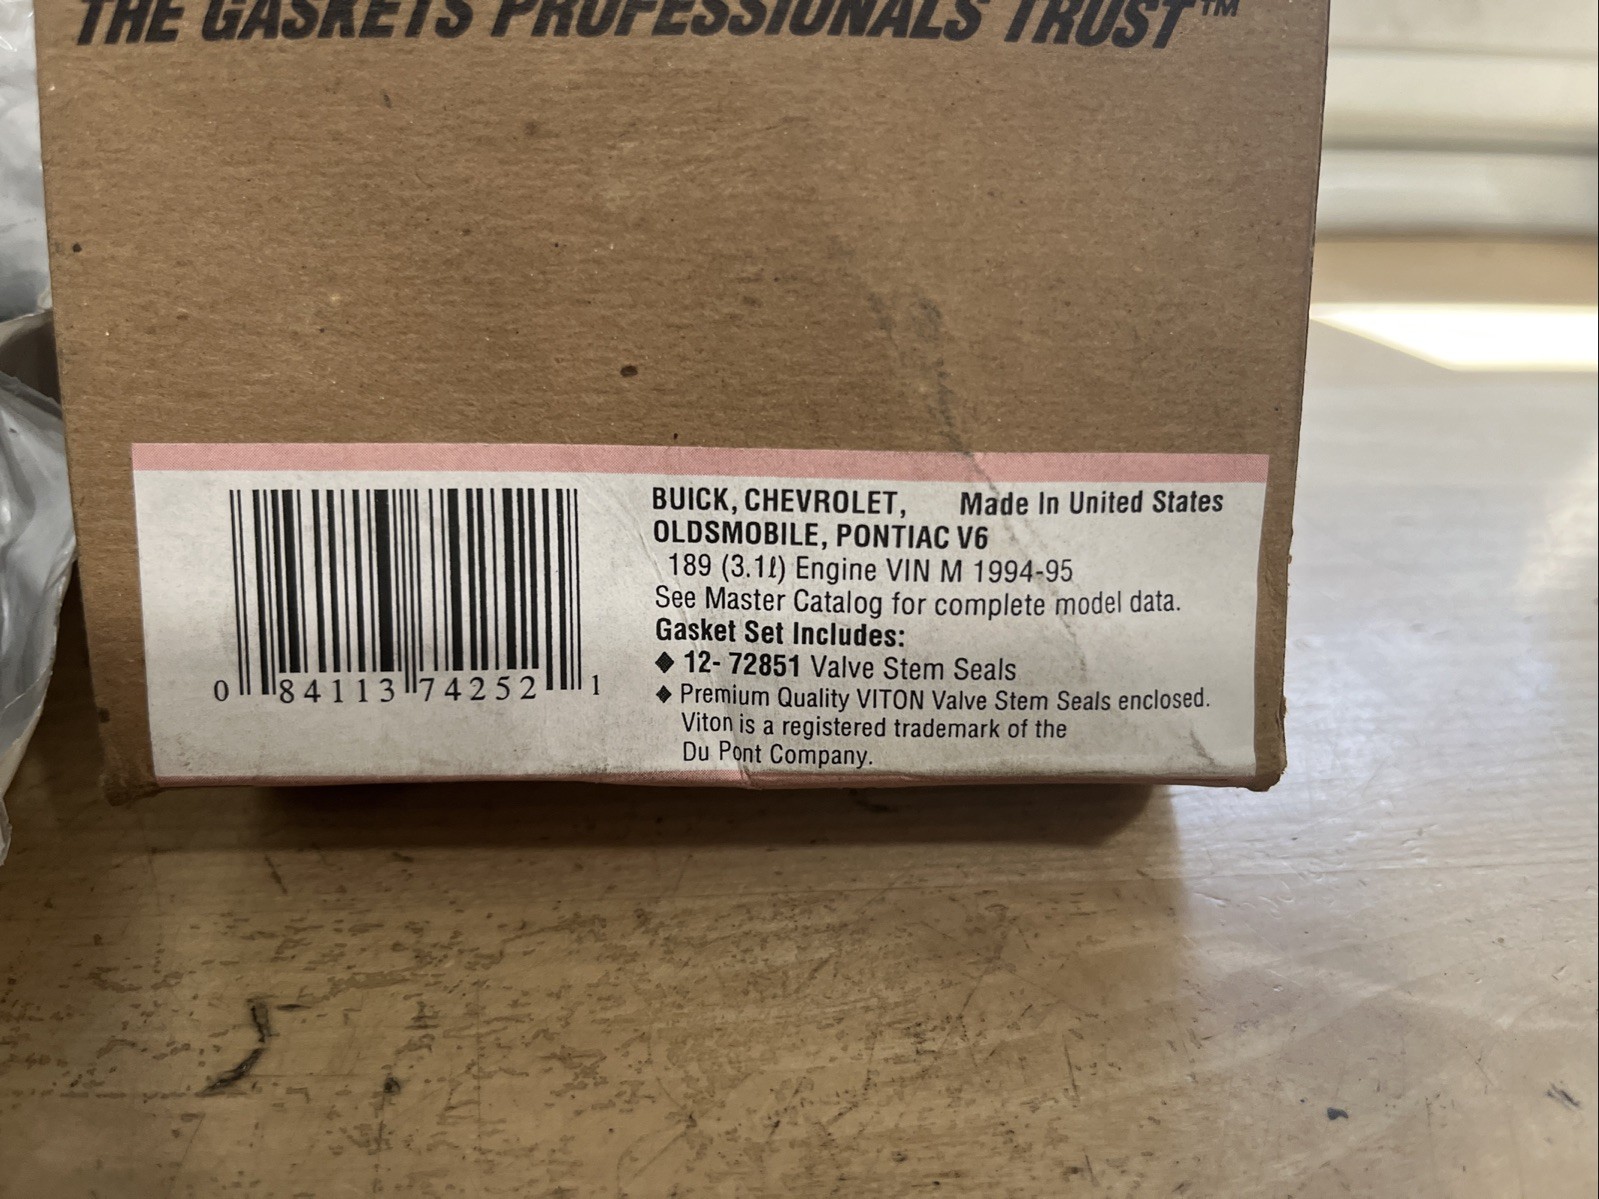 THE GASKETS PROFESSIONALS TRUST™
BUICK, CHEVROLET, Made In United States
OLDSMOBILE, PONTIAC V6
189 (3.1ℓ) Engine VIN M 1994-95
See Master Catalog for complete model data.
Gasket Set Includes:
◆ 12- 72851 Valve Stem Seals
◆ Premium Quality VITON Valve Stem Seals enclosed.
Viton is a registered trademark of the
Du Pont Company.
0 84113 74252 1